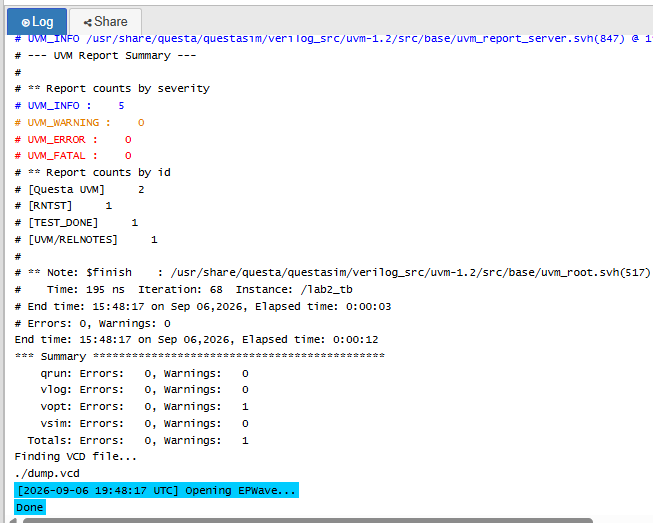 Log
Share
# UVM_INFO /usr/share/questa/questasim/verilog_src/uvm-1.2/src/base/uvm_report_server.svh(847) @ 1
# --- UVM Report Summary ---
#
# ** Report counts by severity
# UVM_INFO :    5
# UVM_WARNING :    0
# UVM_ERROR :    0
# UVM_FATAL :    0
# ** Report counts by id
# [Questa UVM]     2
# [RNTST]     1
# [TEST_DONE]     1
# [UVM/RELNOTES]     1
#
# ** Note: $finish    : /usr/share/questa/questasim/verilog_src/uvm-1.2/src/base/uvm_root.svh(517)
#    Time: 195 ns  Iteration: 68  Instance: /lab2_tb
# End time: 15:48:17 on Sep 06,2026, Elapsed time: 0:00:03
# Errors: 0, Warnings: 0
End time: 15:48:17 on Sep 06,2026, Elapsed time: 0:00:12
*** Summary *********************************************
    qrun: Errors:   0, Warnings:   0
    vlog: Errors:   0, Warnings:   0
    vopt: Errors:   0, Warnings:   1
    vsim: Errors:   0, Warnings:   0
  Totals: Errors:   0, Warnings:   1
Finding VCD file...
./dump.vcd
[2026-09-06 19:48:17 UTC] Opening EPWave...
Done